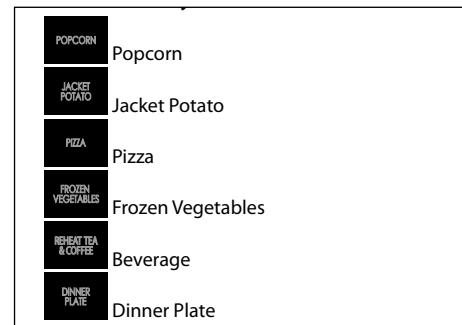 POPCORN
Popcorn
JACKET
POTATO
Jacket Potato
PIZZA
Pizza
FROZEN
VEGETABLES
Frozen Vegetables
REHEAT TEA
& COFFEE
Beverage
DINNER
PLATE
Dinner Plate